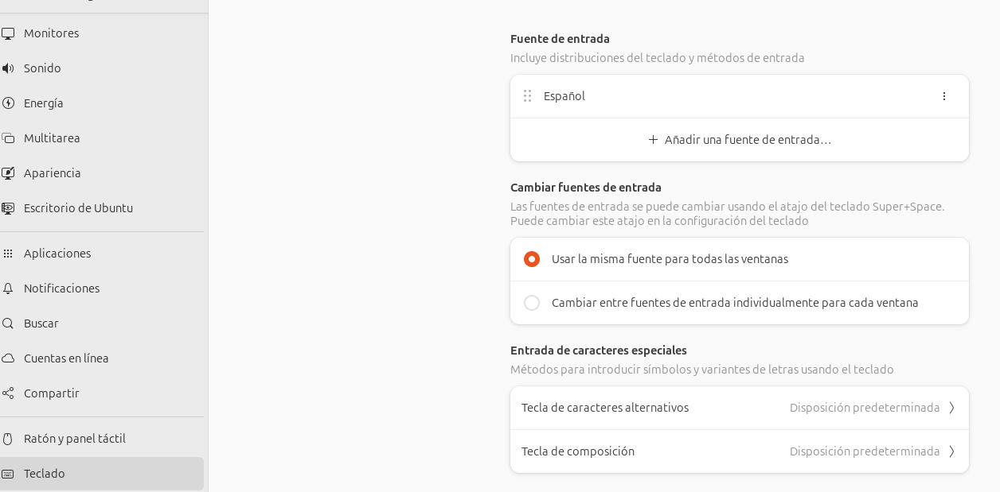 Monitores
Sonido
Energía
Multitarea
Apariencia
Escritorio de Ubuntu
Aplicaciones
Notificaciones
Buscar
Cuentas en línea
Compartir
Ratón y panel táctil
Teclado
Fuente de entrada
Incluye distribuciones del teclado y métodos de entrada
Español
+ Añadir una fuente de entrada…
Cambiar fuentes de entrada
Las fuentes de entrada se puede cambiar usando el atajo del teclado Super+Space.
Puede cambiar este atajo en la configuración del teclado
Usar la misma fuente para todas las ventanas
Cambiar entre fuentes de entrada individualmente para cada ventana
Entrada de caracteres especiales
Métodos para introducir símbolos y variantes de letras usando el teclado
Tecla de caracteres alternativos Disposición predeterminada
Tecla de composición Disposición predeterminada